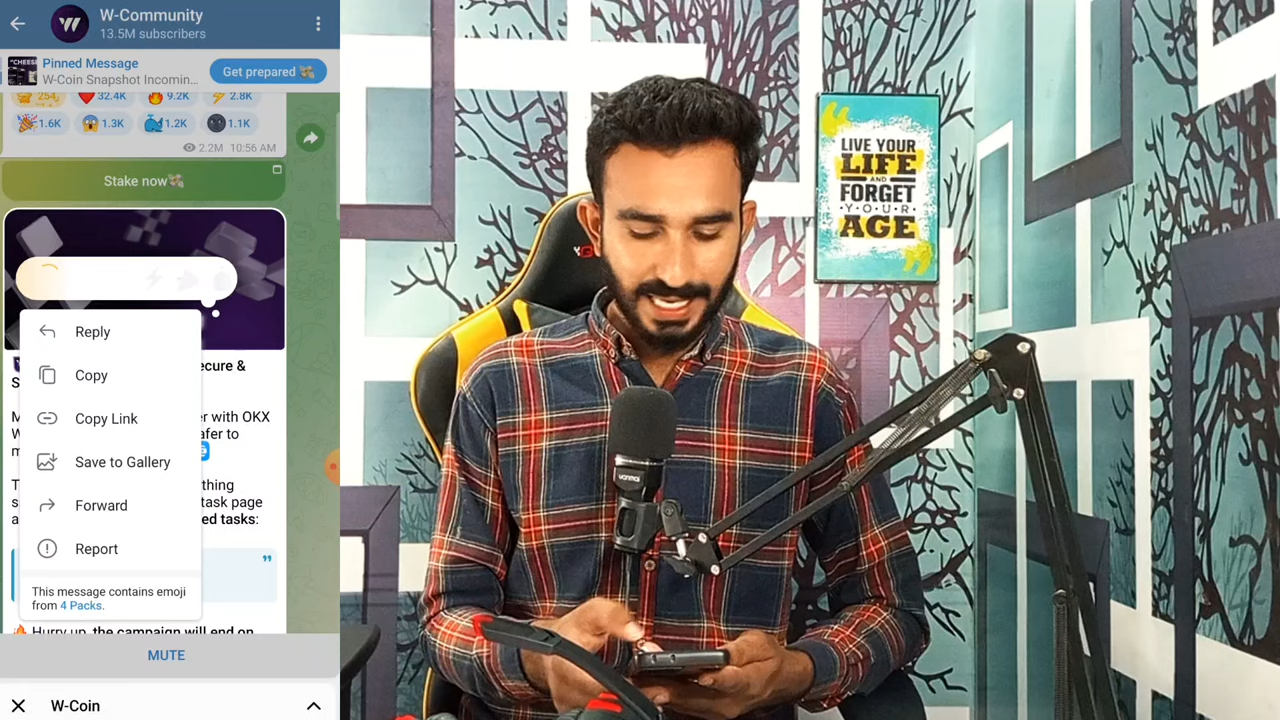 W-Community
13.5M subscribers
Pinned Message
W-Coin Snapshot Incomin...
Get prepared
254
32.4K
9.2K
2.8K
1.6K
1.3K
1.2K
1.1K
2.2M 10:56 AM
Stake now
Reply
Copy
Copy Link
Save to Gallery
Forward
Report
This message contains emoji
from 4 Packs.
ecure &
S
er with OKX
W
afer to
m
T
thing
s
task page
a
ed tasks:
Hurry up, the campaign will end on
MUTE
W-Coin
"CHEESE
LIVE YOUR
LIFE
AND
FORGET
·Y·O·U·R·
AGE
vanmaı